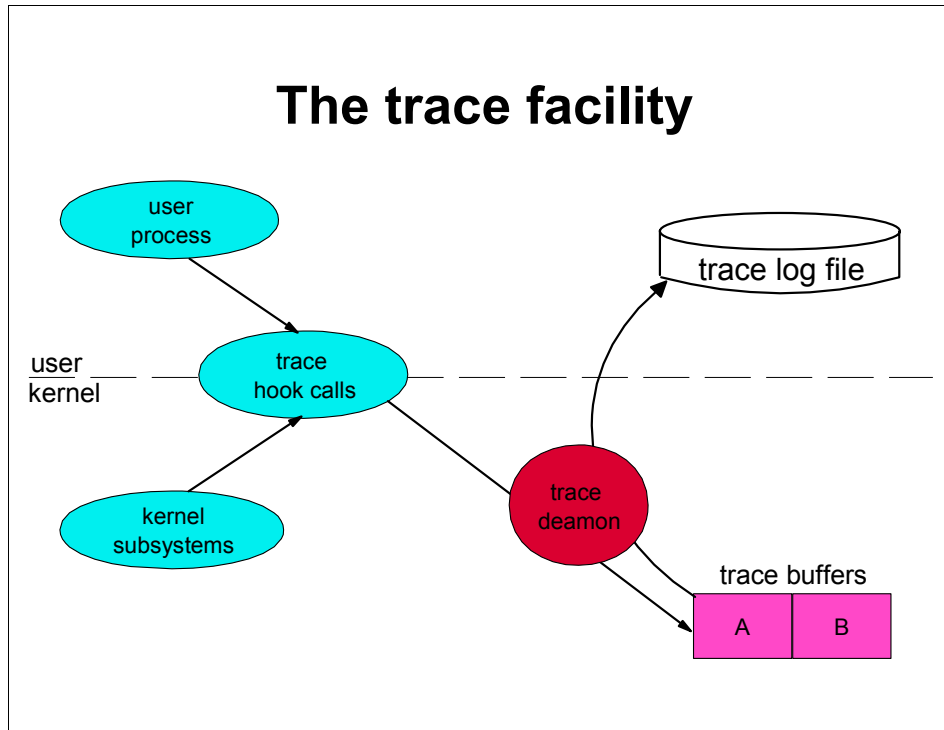 The trace facility
user
process
trace log file
user
kernel
trace
hook calls
kernel
subsystems
trace
deamon
trace buffers
A
B